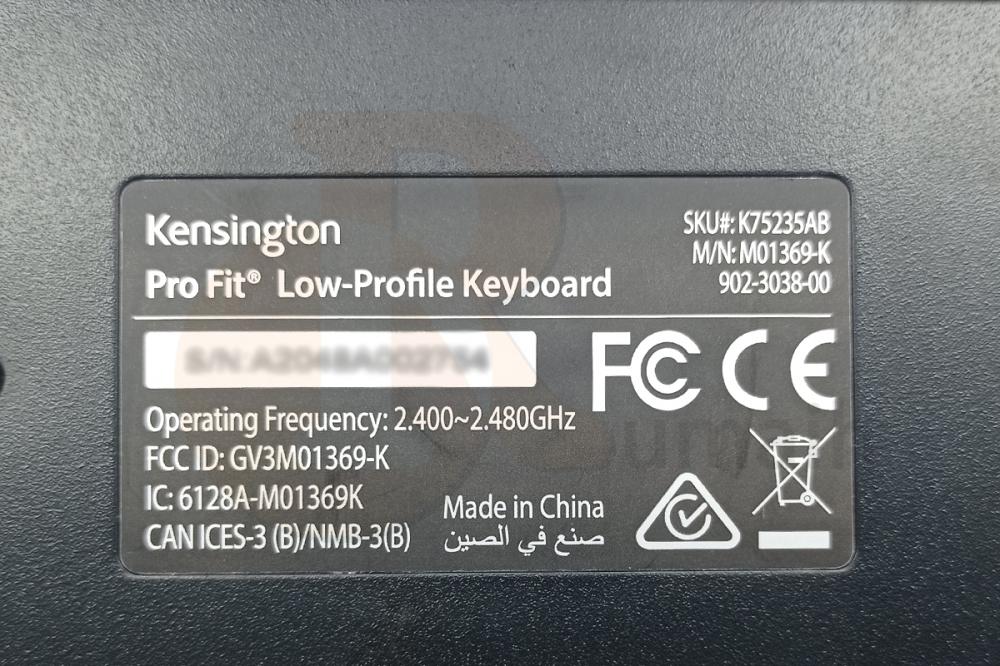 Kensington
Pro Fit® Low-Profile Keyboard
SKU#: K75235AB
M/N: M01369-K
902-3038-00
FC CE
Operating Frequency: 2.400~2.480GHz
FCC ID: GV3M01369-K
IC: 6128A-M01369K
CAN ICES-3 (B)/NMB-3(B)
Made in China
صنع في الصين